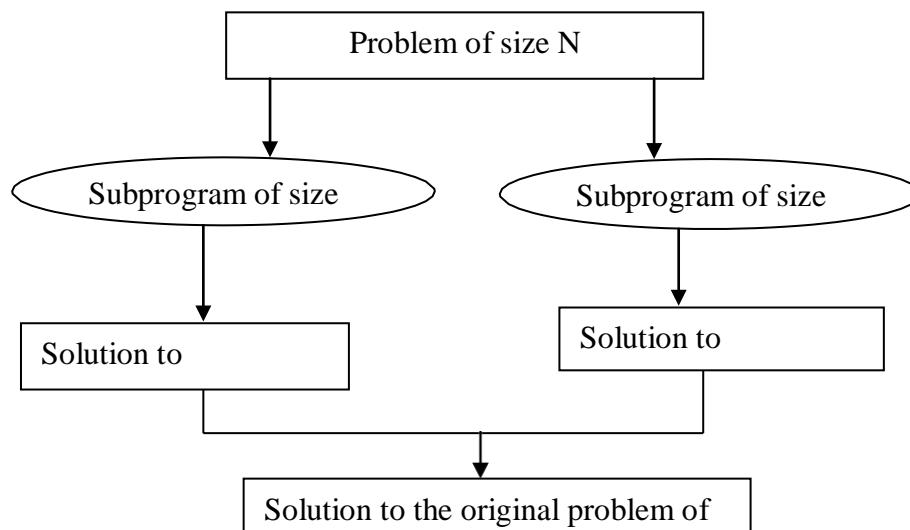 Problem of size N
Subprogram of size
Subprogram of size
Solution to
Solution to
Solution to the original problem of